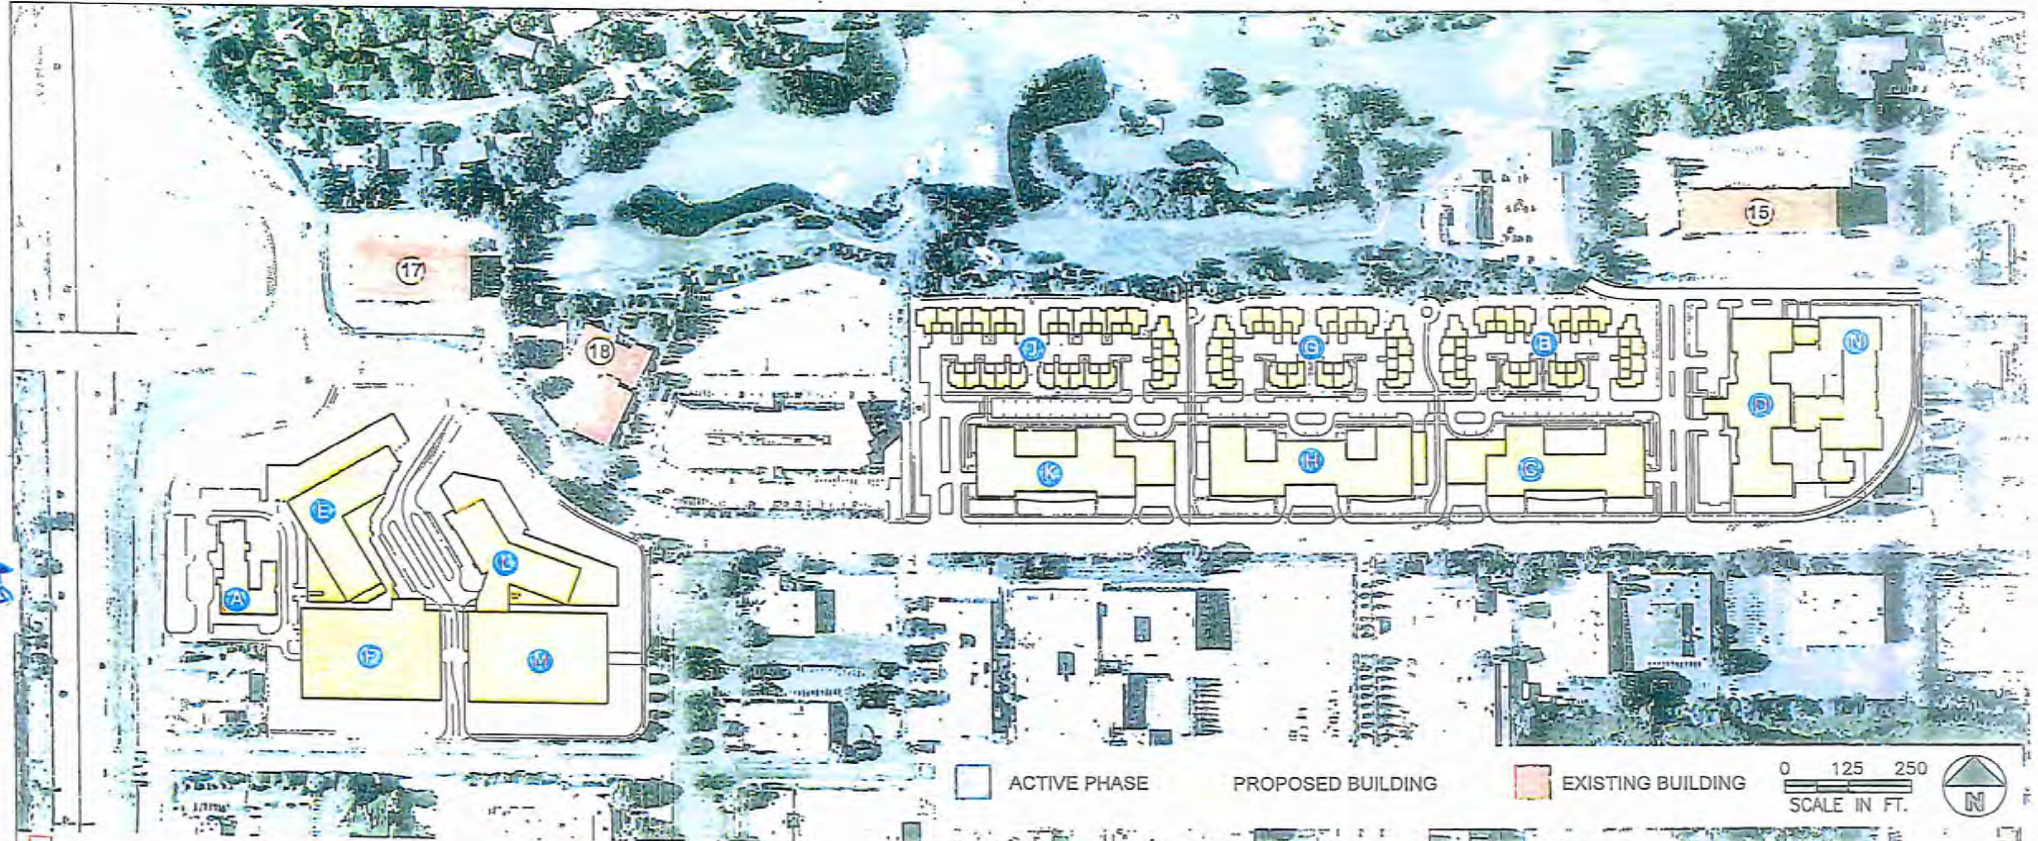 15
17
18
J
B
N
D
K
H
E
L
A
M
ACTIVE PHASE
PROPOSED BUILDING
EXISTING BUILDING
0 125 250
SCALE IN FT.
N